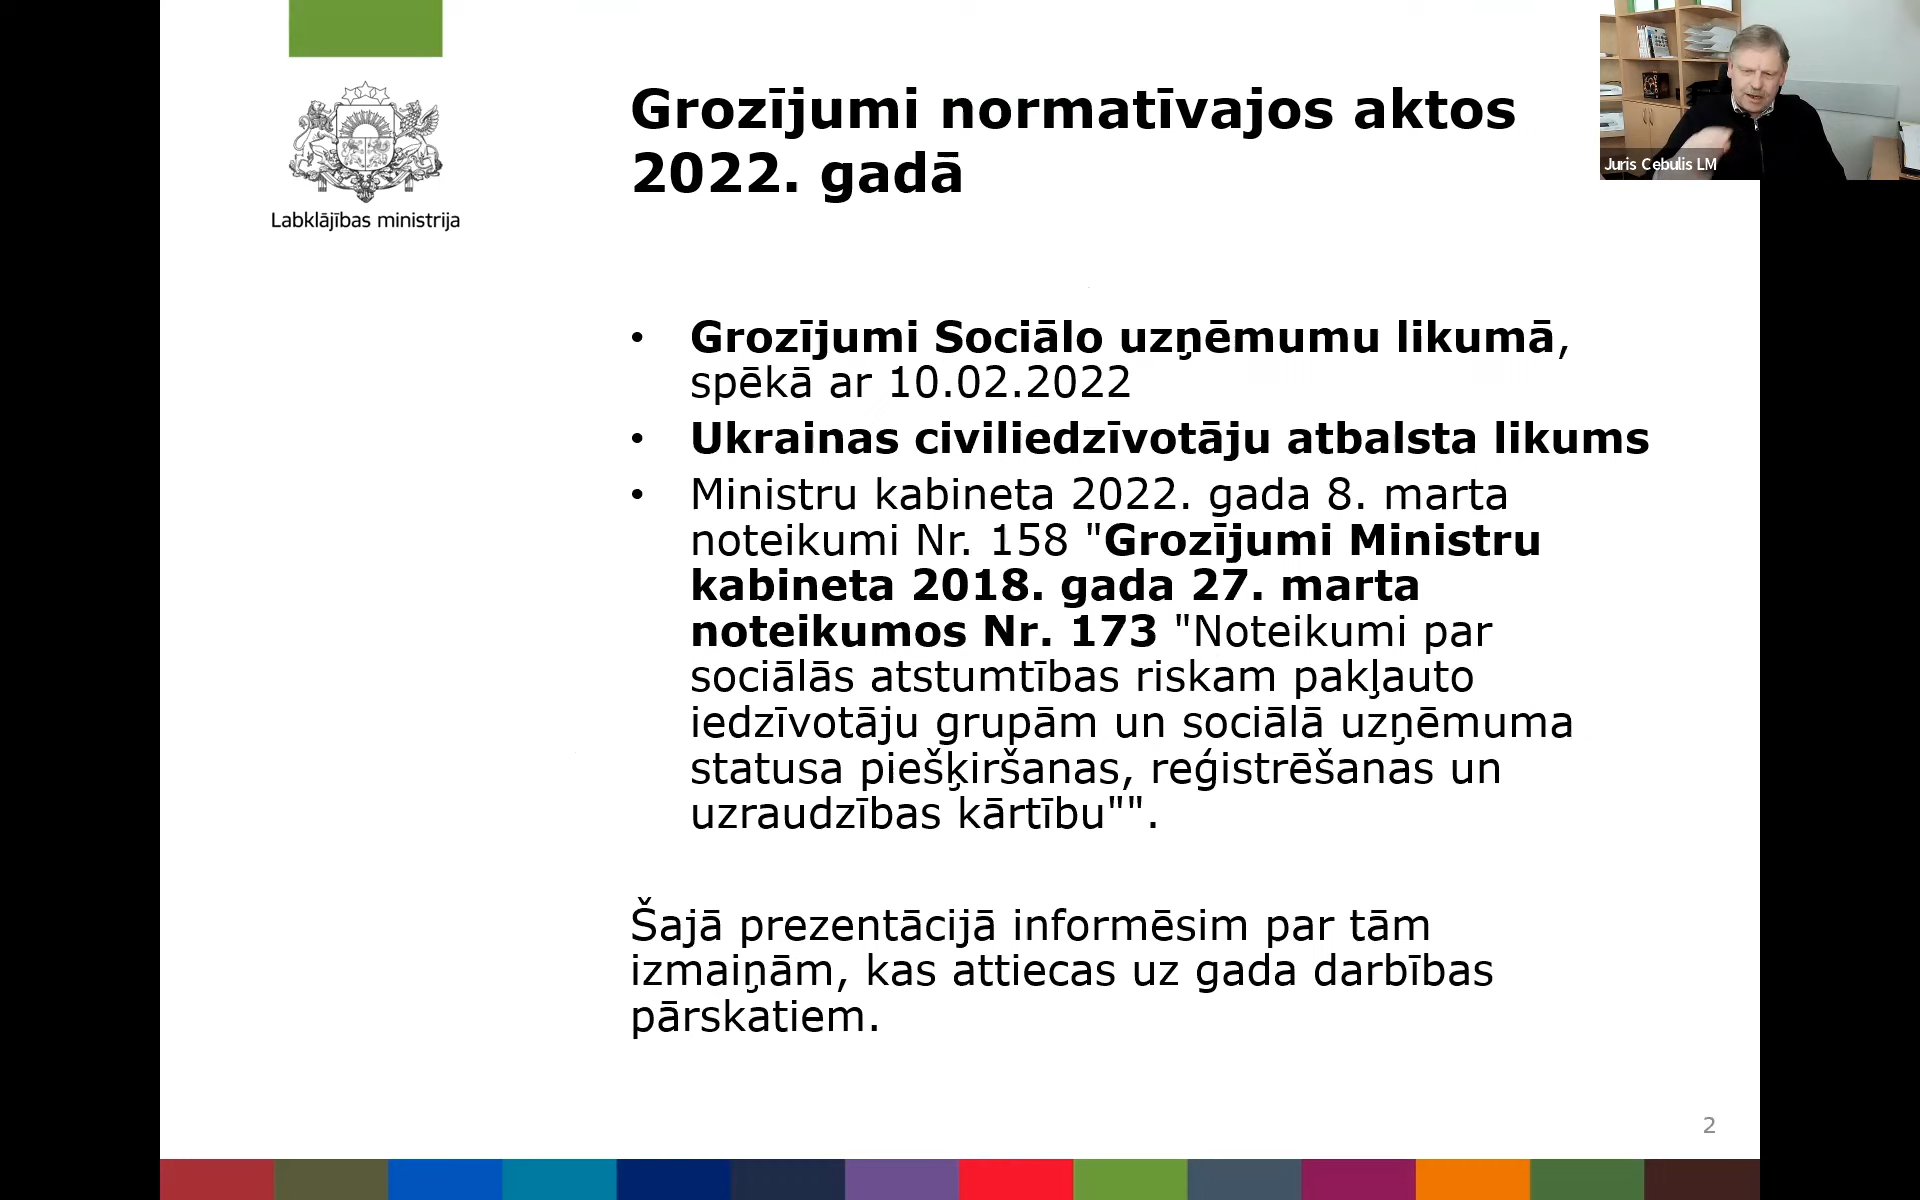 Labklājības ministrija
Grozījumi normatīvajos aktos
2022. gadā
Juris Cebulis LM
• Grozījumi Sociālo uzņēmumu likumā,
spēkā ar 10.02.2022
• Ukrainas civiliedzīvotāju atbalsta likums
• Ministru kabineta 2022. gada 8. marta
noteikumi Nr. 158 "Grozījumi Ministru
kabineta 2018. gada 27. marta
noteikumos Nr. 173 "Noteikumi par
sociālās atstumtības riskam pakļauto
iedzīvotāju grupām un sociālā uzņēmuma
statusa piešķiršanas, reģistrēšanas un
uzraudzības kārtību"".
Šajā prezentācijā informēsim par tām
izmaiņām, kas attiecas uz gada darbības
pārskatiem.
2